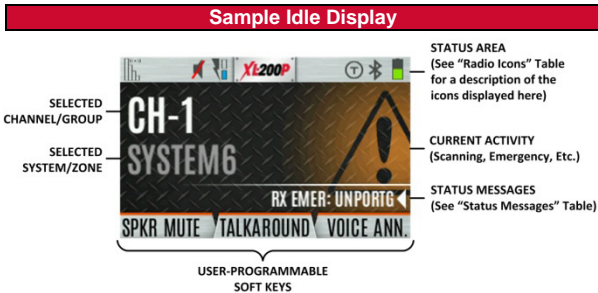 Sample Idle Display
STATUS AREA
(See “Radio Icons” Table
for a description of the
icons displayed here)
XL200P
T
SELECTED
CHANNEL/GROUP
CH-1
SELECTED
SYSTEM/ZONE
SYSTEM6
CURRENT ACTIVITY
(Scanning, Emergency, Etc.)
RX EMER: UNPORTG
STATUS MESSAGES
(See “Status Messages” Table)
SPKR MUTE TALKAROUND VOICE ANN.
USER-PROGRAMMABLE
SOFT KEYS